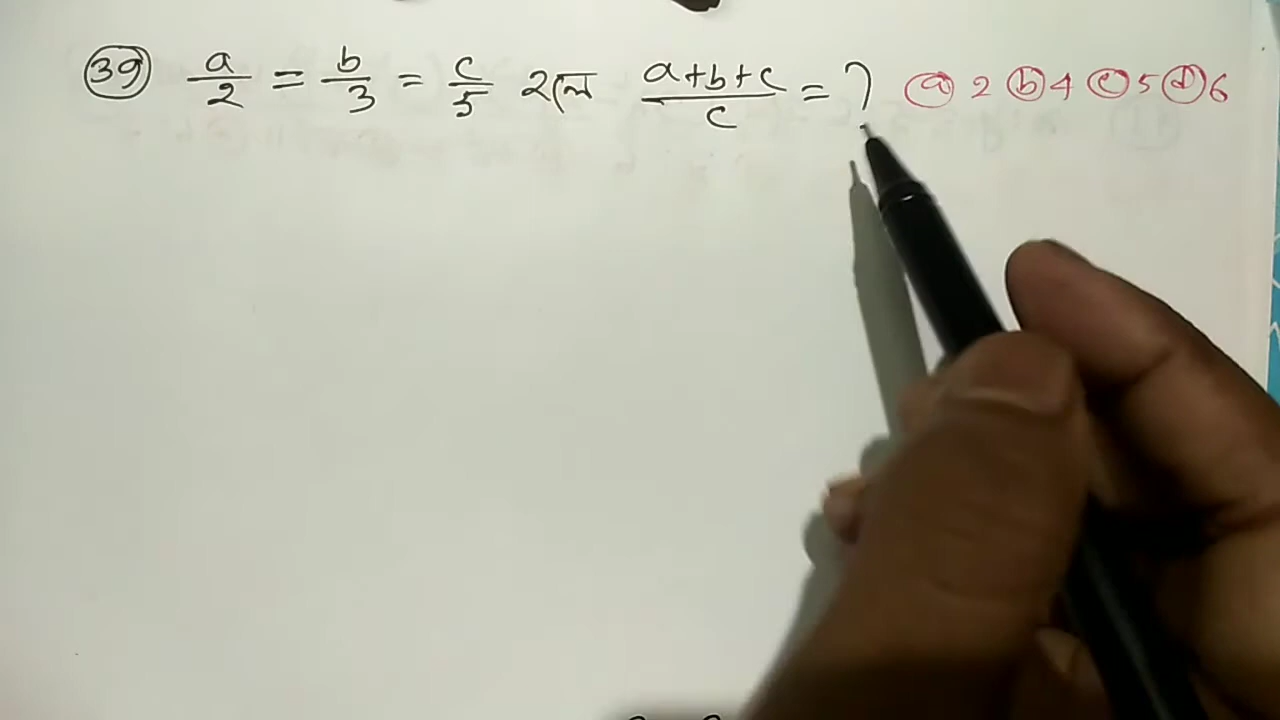 39 a/2 = b/3 = c/5 হলে (a+b+c)/c = ? (a) 2 (b) 4 (c) 5 (d) 6